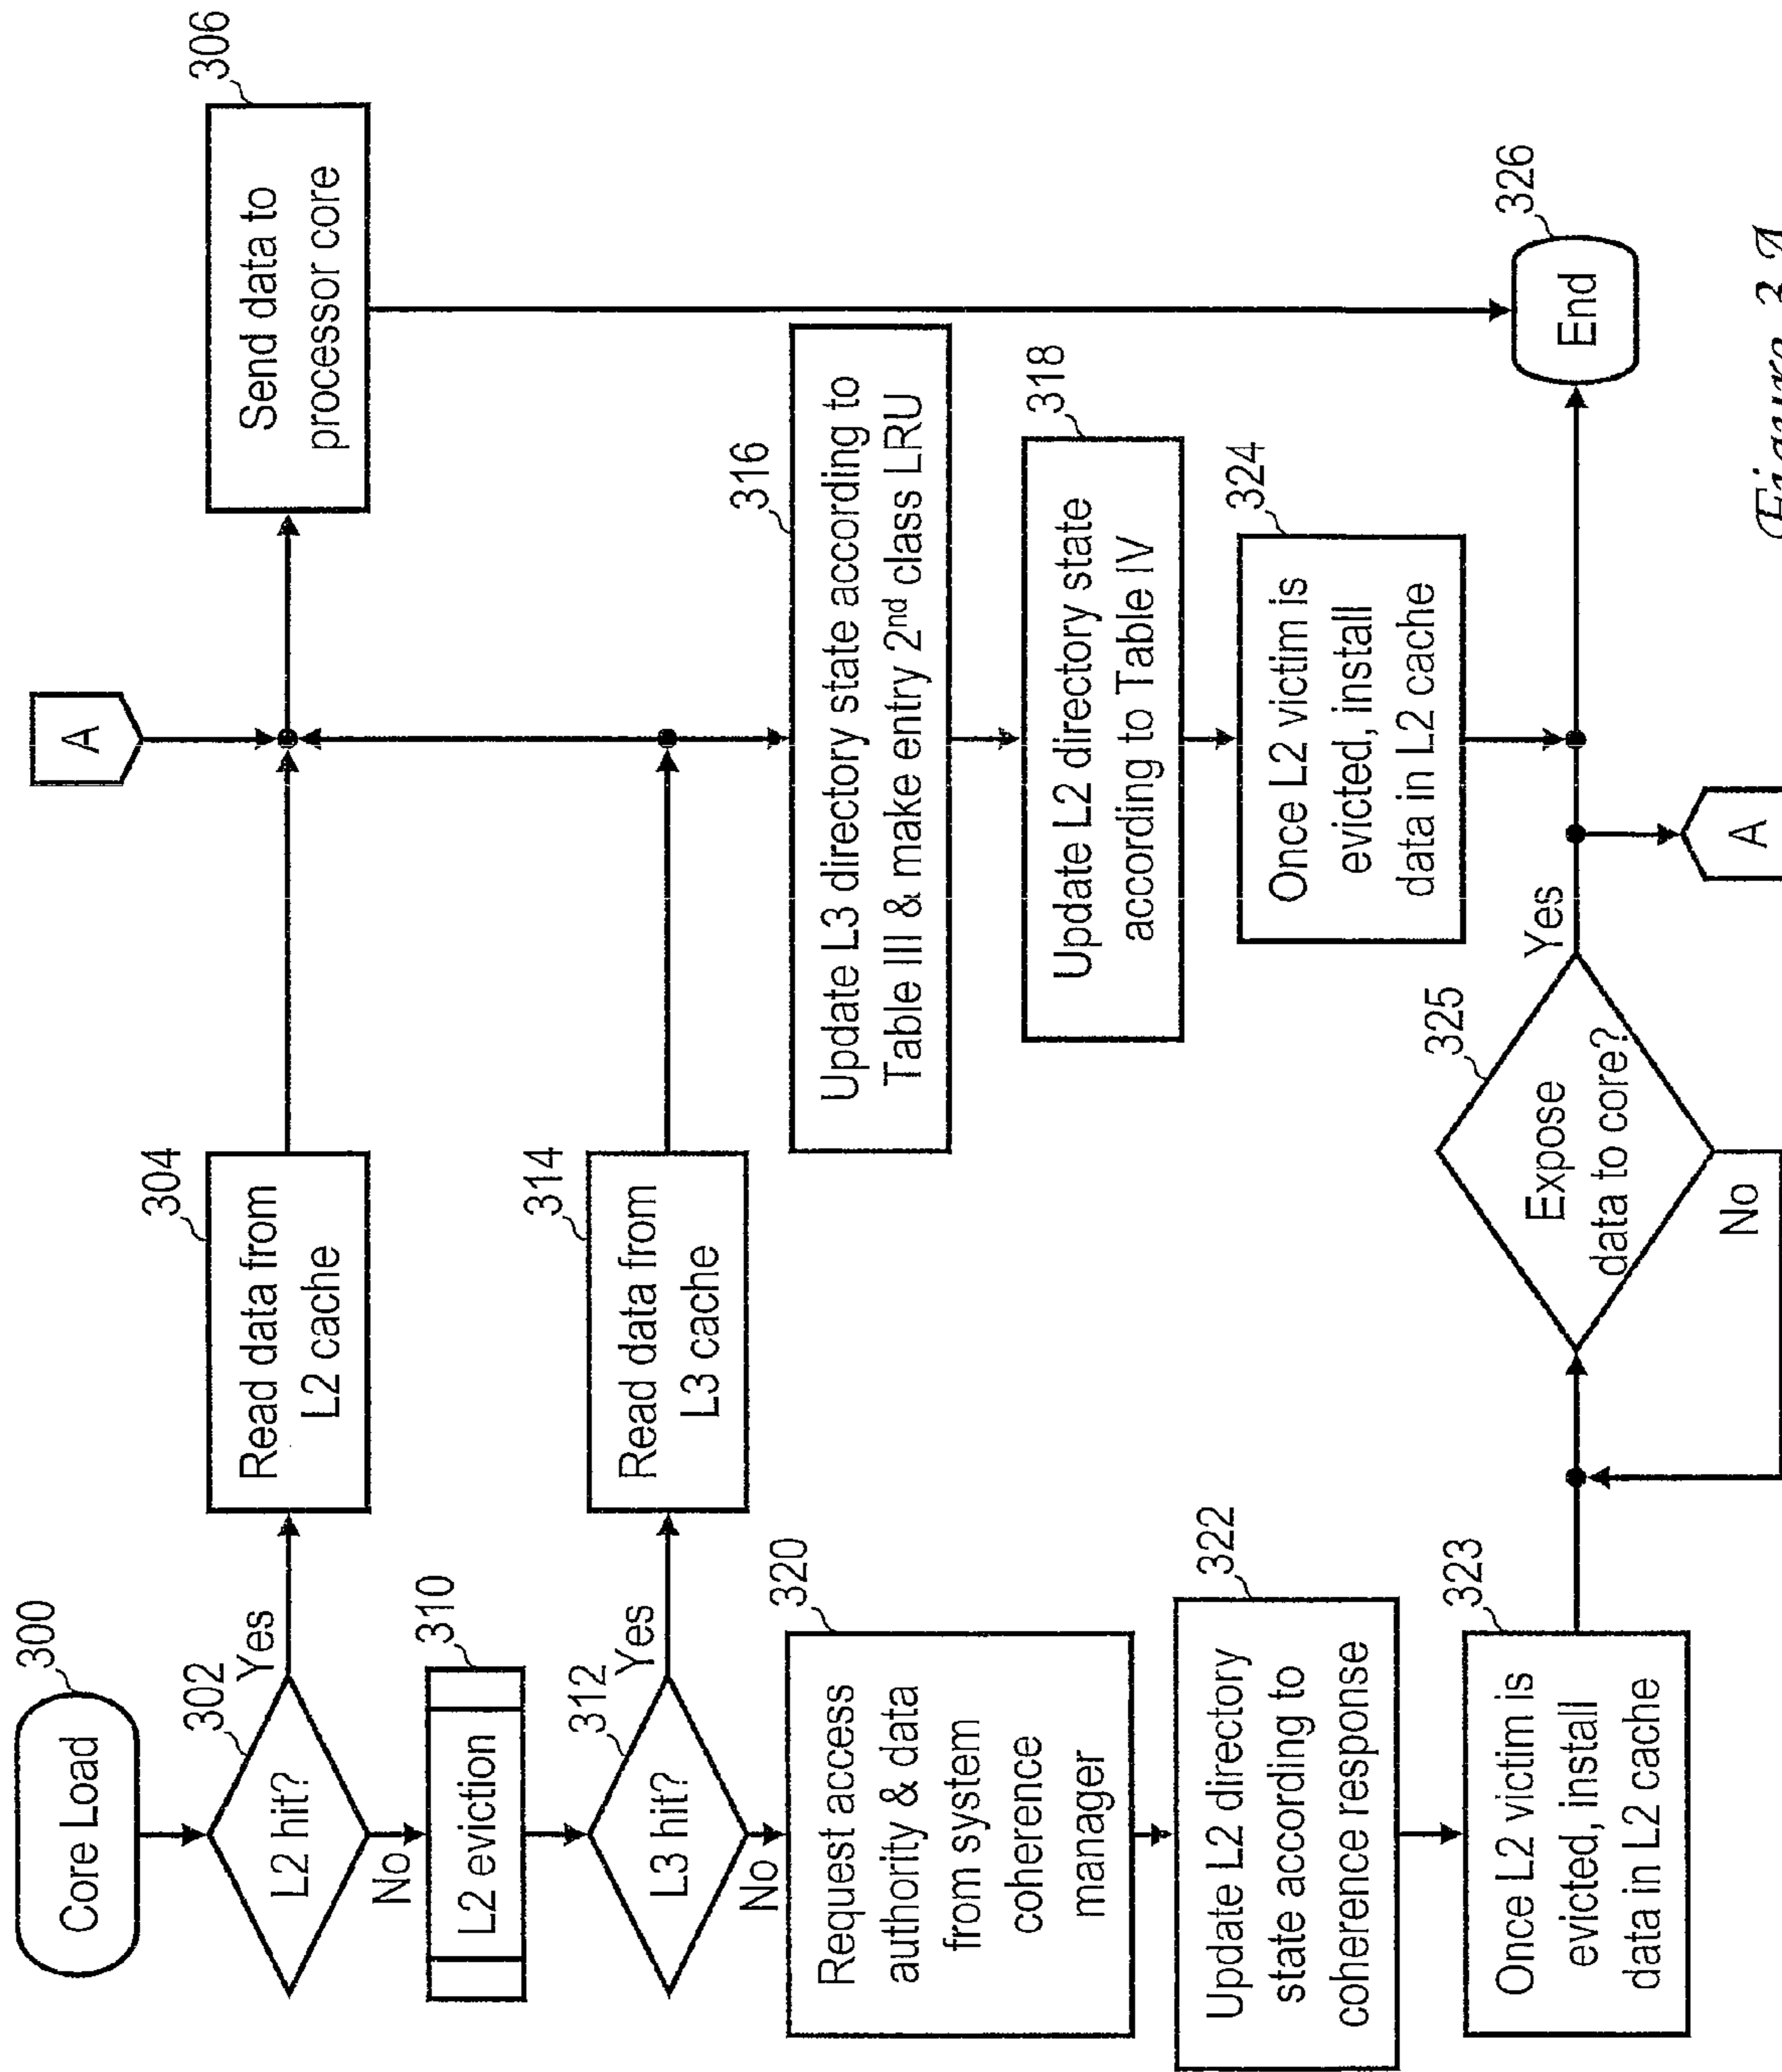 300
Core Load
302
L2 hit?
Yes
No
304
Read data from
L2 cache
A
306
Send data to
processor core
310
L2 eviction
312
L3 hit?
Yes
No
314
Read data from
L3 cache
316
Update L3 directory state according to
Table III & make entry 2nd class LRU
318
Update L2 directory state
according to Table IV
320
Request access
authority & data
from system
coherence
manager
322
Update L2 directory
state according to
coherence response
324
Once L2 victim is
evicted, install
data in L2 cache
323
Once L2 victim is
evicted, install
data in L2 cache
325
Expose
data to core?
Yes
No
A
326
End
Figure 3A